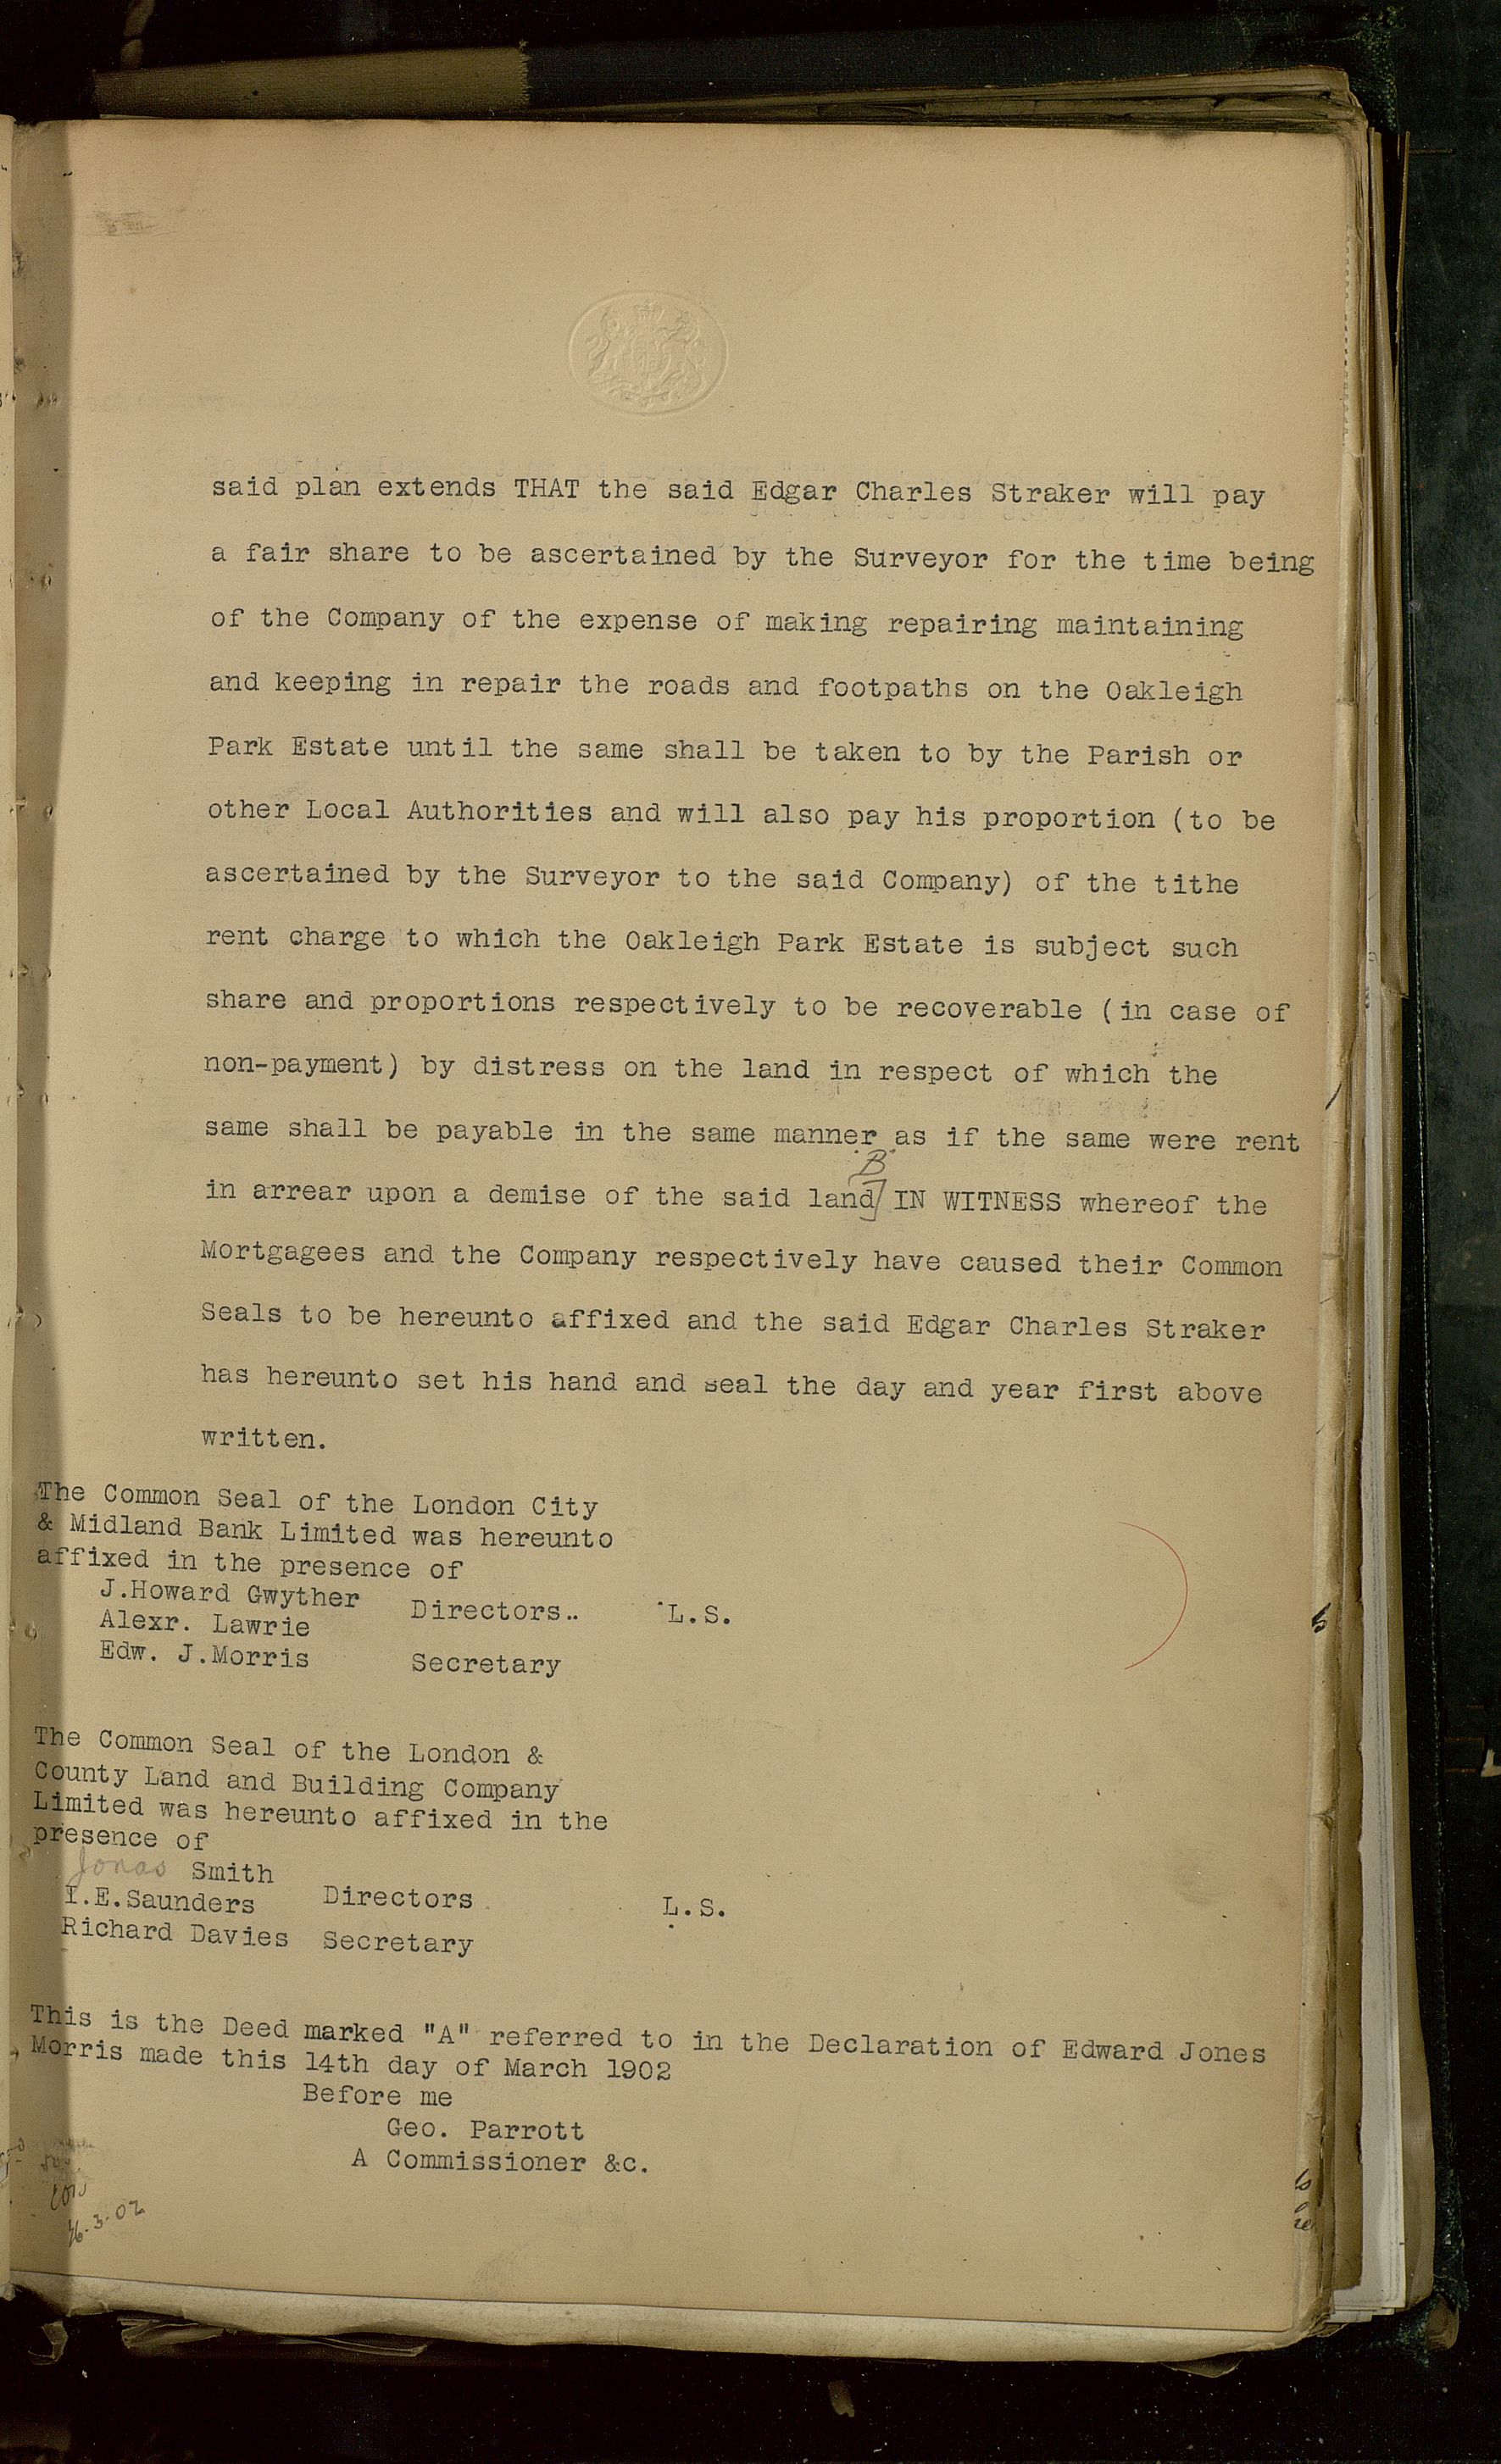 said plan extends THAT the said Edgar Charles Straker will pay
a fair share to be ascertained by the Surveyor for the time being
of the Company of the expense of making repairing maintaining
and keeping in repair the roads and footpaths on the Oakleigh
Park Estate until the same shall be taken to by the Parish or
other Local Authorities and will also pay his proportion (to be
ascertained by the Surveyor to the said Company) of the tithe
rent charge to which the Oakleigh Park Estate is subject such
share and proportions respectively to be recoverable (in case of
non-payment) by distress on the land in respect of which the
same shall be payable in the same manner as if the same were rent
B
in arrear upon a demise of the said land] IN WITNESS whereof the
Mortgagees and the Company respectively have caused their Common
Seals to be hereunto affixed and the said Edgar Charles Straker
has hereunto set his hand and seal the day and year first above
written.
The Common Seal of the London City
& Midland Bank Limited was hereunto
affixed in the presence of
J.Howard Gwyther
Alexr. Lawrie Directors.. L.S.
Edw. J.Morris Secretary
The Common Seal of the London &
County Land and Building Company
Limited was hereunto affixed in the
presence of
Jonas Smith
I.E.Saunders Directors L.S.
Richard Davies Secretary
This is the Deed marked "A" referred to in the Declaration of Edward Jones
Morris made this 14th day of March 1902
Before me
Geo. Parrott
A Commissioner &c.